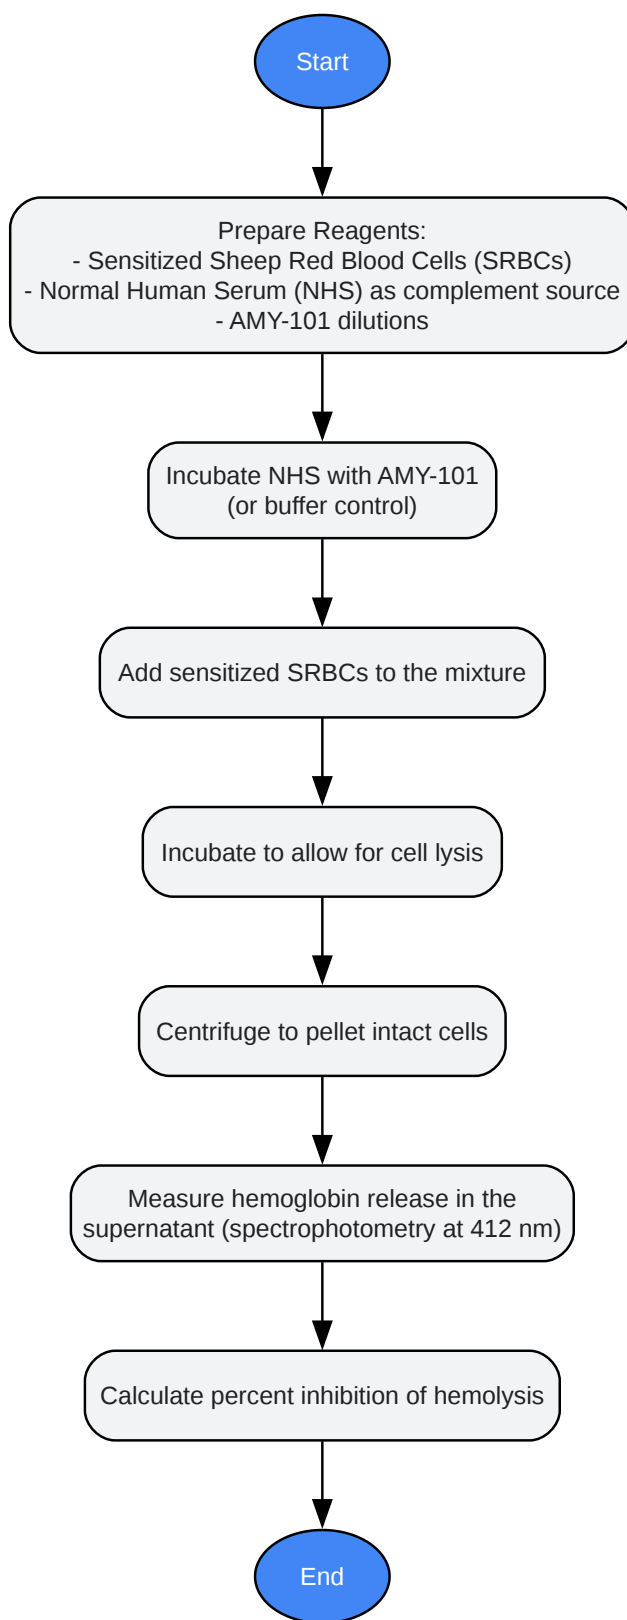 Start
Prepare Reagents:
- Sensitized Sheep Red Blood Cells (SRBCs)
- Normal Human Serum (NHS) as complement source
- AMY-101 dilutions
Incubate NHS with AMY-101
(or buffer control)
Add sensitized SRBCs to the mixture
Incubate to allow for cell lysis
Centrifuge to pellet intact cells
Measure hemoglobin release in the
supernatant (spectrophotometry at 412 nm)
Calculate percent inhibition of hemolysis
End